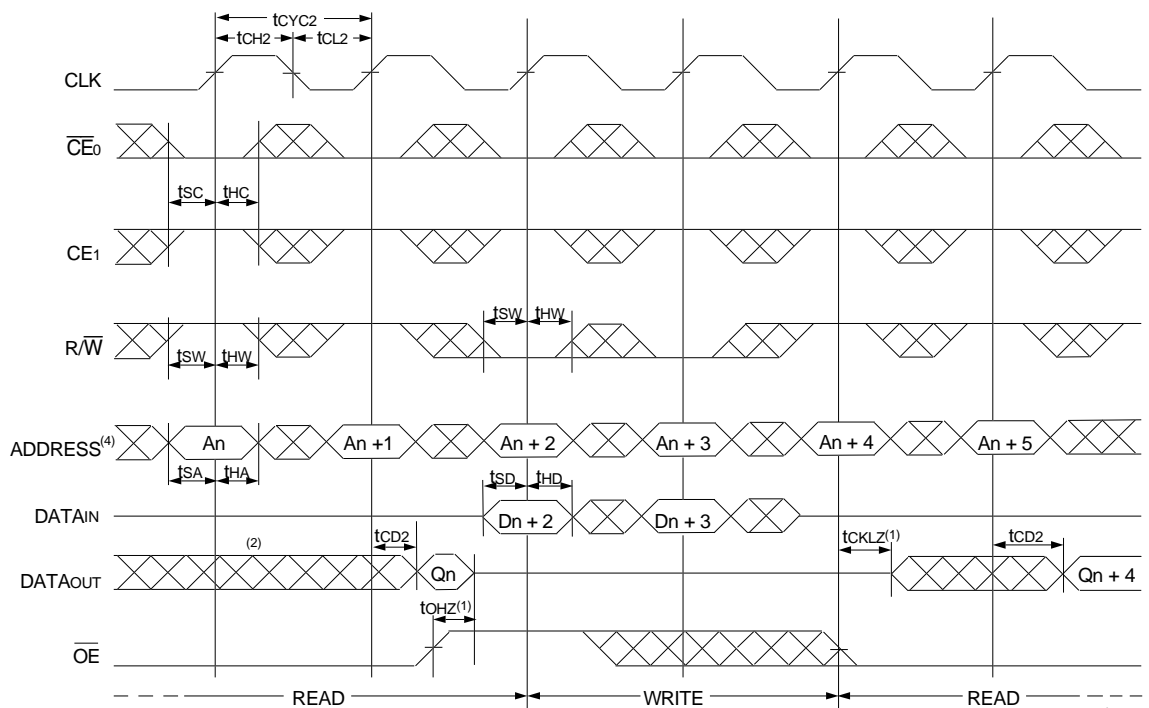 tCYC2
tCH2 tCL2
CLK
CE0
tSC tHC
CE1
tSW tHW
R/W
tSW tHW
ADDRESS(4) An An +1 An + 2 An + 3 An + 4 An + 5
tSA tHA tSD tHD
DATAIN Dn + 2 Dn + 3
(2) tCD2 tCKLZ(1) tCD2
DATAOUT Qn Qn + 4
tOHZ(1)
OE
READ WRITE READ